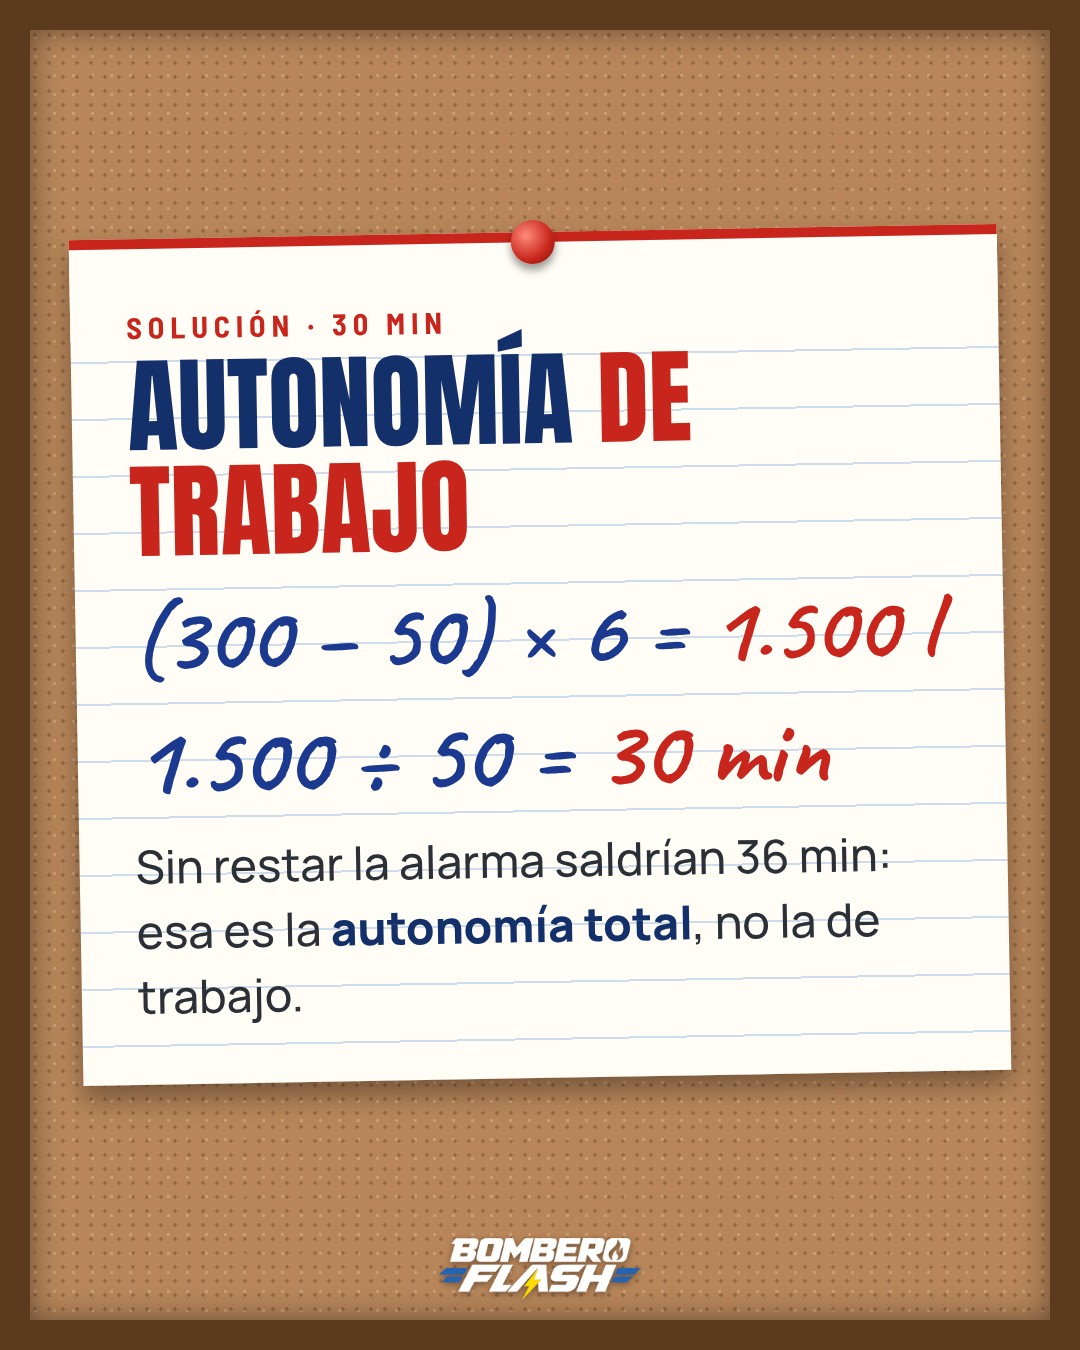 SOLUCIÓN · 30 MIN
AUTONOMÍA DE
TRABAJO
(300 – 50) × 6 = 1.500 l
1.500 ÷ 50 = 30 min
Sin restar la alarma saldrían 36 min:
esa es la autonomía total, no la de
trabajo.
BOMBERO
FLASH